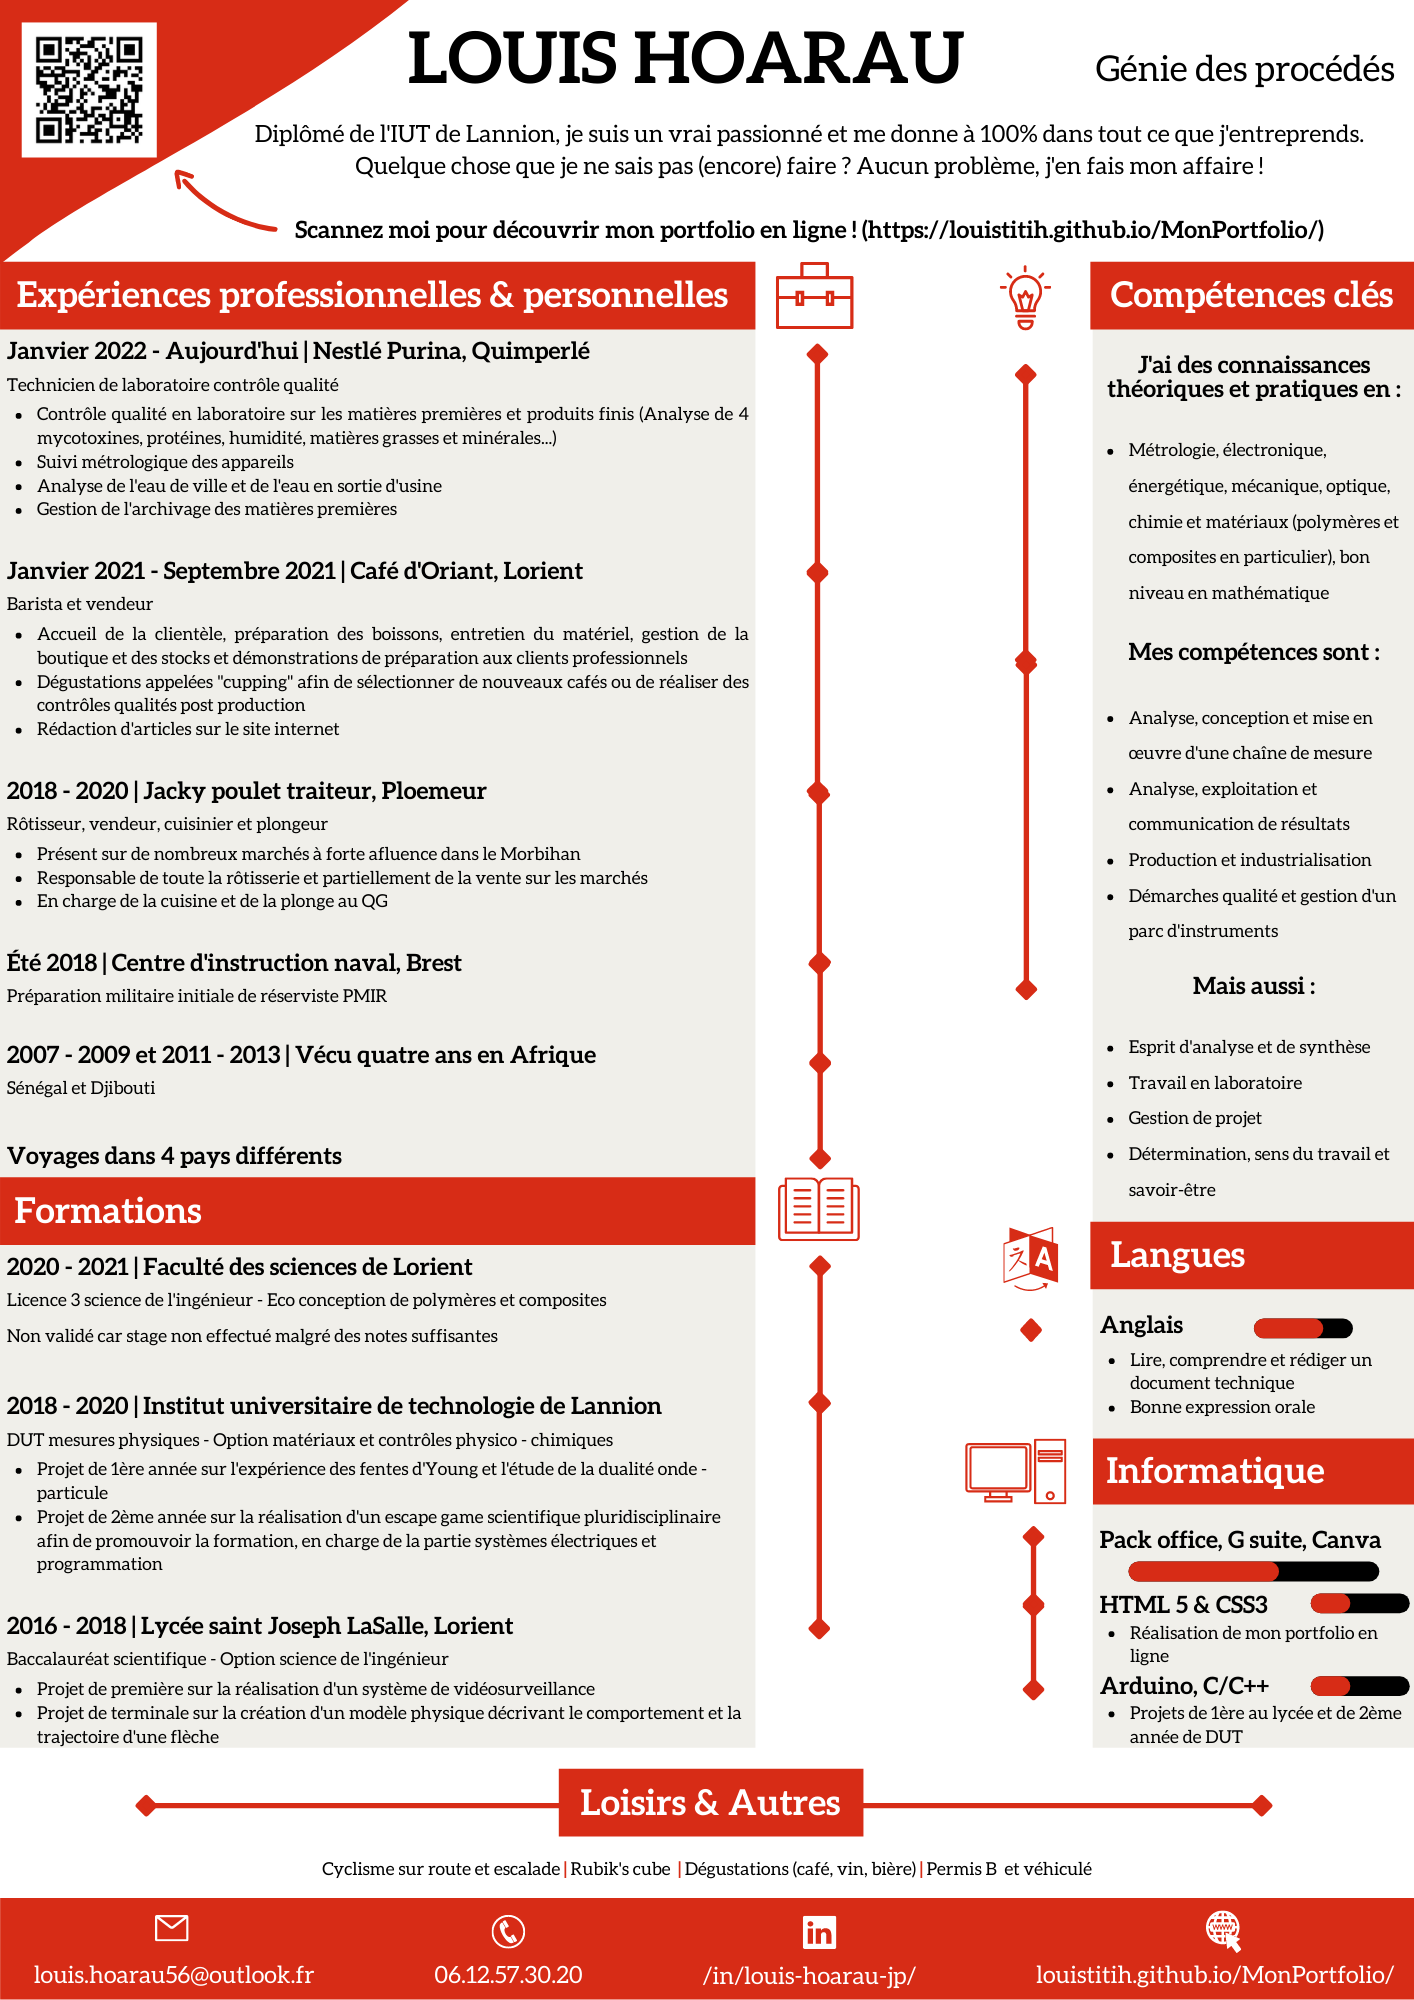 LOUIS HOARAU
Génie des procédés
Diplômé de l'IUT de Lannion, je suis un vrai passionné et me donne à 100% dans tout ce que j'entreprends.
Quelque chose que je ne sais pas (encore) faire ? Aucun problème, j'en fais mon affaire !
Scannez moi pour découvrir mon portfolio en ligne ! (https://louistitih.github.io/MonPortfolio/)
Expériences professionnelles & personnelles
Janvier 2022 - Aujourd'hui | Nestlé Purina, Quimperlé
Technicien de laboratoire contrôle qualité
• Contrôle qualité en laboratoire sur les matières premières et produits finis (Analyse de 4
mycotoxines, protéines, humidité, matières grasses et minérales...)
• Suivi métrologique des appareils
• Analyse de l'eau de ville et de l'eau en sortie d'usine
• Gestion de l'archivage des matières premières
Janvier 2021 - Septembre 2021 | Café d'Oriant, Lorient
Barista et vendeur
• Accueil de la clientèle, préparation des boissons, entretien du matériel, gestion de la
boutique et des stocks et démonstrations de préparation aux clients professionnels
• Dégustations appelées "cupping" afin de sélectionner de nouveaux cafés ou de réaliser des
contrôles qualités post production
• Rédaction d'articles sur le site internet
2018 - 2020 | Jacky poulet traiteur, Ploemeur
Rôtisseur, vendeur, cuisinier et plongeur
• Présent sur de nombreux marchés à forte afluence dans le Morbihan
• Responsable de toute la rôtisserie et partiellement de la vente sur les marchés
• En charge de la cuisine et de la plonge au QG
Été 2018 | Centre d'instruction naval, Brest
Préparation militaire initiale de réserviste PMIR
2007 - 2009 et 2011 - 2013 | Vécu quatre ans en Afrique
Sénégal et Djibouti
Voyages dans 4 pays différents
Formations
2020 - 2021 | Faculté des sciences de Lorient
Licence 3 science de l'ingénieur - Eco conception de polymères et composites
Non validé car stage non effectué malgré des notes suffisantes
2018 - 2020 | Institut universitaire de technologie de Lannion
DUT mesures physiques - Option matériaux et contrôles physico - chimiques
• Projet de 1ère année sur l'expérience des fentes d'Young et l'étude de la dualité onde -
particule
• Projet de 2ème année sur la réalisation d'un escape game scientifique pluridisciplinaire
afin de promouvoir la formation, en charge de la partie systèmes électriques et
programmation
2016 - 2018 | Lycée saint Joseph LaSalle, Lorient
Baccalauréat scientifique - Option science de l'ingénieur
• Projet de première sur la réalisation d'un système de vidéosurveillance
• Projet de terminale sur la création d'un modèle physique décrivant le comportement et la
trajectoire d'une flèche
Compétences clés
J'ai des connaissances
théoriques et pratiques en :
• Métrologie, électronique,
énergétique, mécanique, optique,
chimie et matériaux (polymères et
composites en particulier), bon
niveau en mathématique
Mes compétences sont :
• Analyse, conception et mise en
œuvre d'une chaîne de mesure
• Analyse, exploitation et
communication de résultats
• Production et industrialisation
• Démarches qualité et gestion d'un
parc d'instruments
Mais aussi :
• Esprit d'analyse et de synthèse
• Travail en laboratoire
• Gestion de projet
• Détermination, sens du travail et
savoir-être
A
Langues
Anglais
• Lire, comprendre et rédiger un
document technique
• Bonne expression orale
Informatique
Pack office, G suite, Canva
HTML 5 & CSS3
• Réalisation de mon portfolio en
ligne
Arduino, C/C++
• Projets de 1ère au lycée et de 2ème
année de DUT
Loisirs & Autres
Cyclisme sur route et escalade | Rubik's cube | Dégustations (café, vin, bière) | Permis B et véhiculé
in
www
louis.hoarau56@outlook.fr
06.12.57.30.20
/in/louis-hoarau-jp/
louistitih.github.io/MonPortfolio/